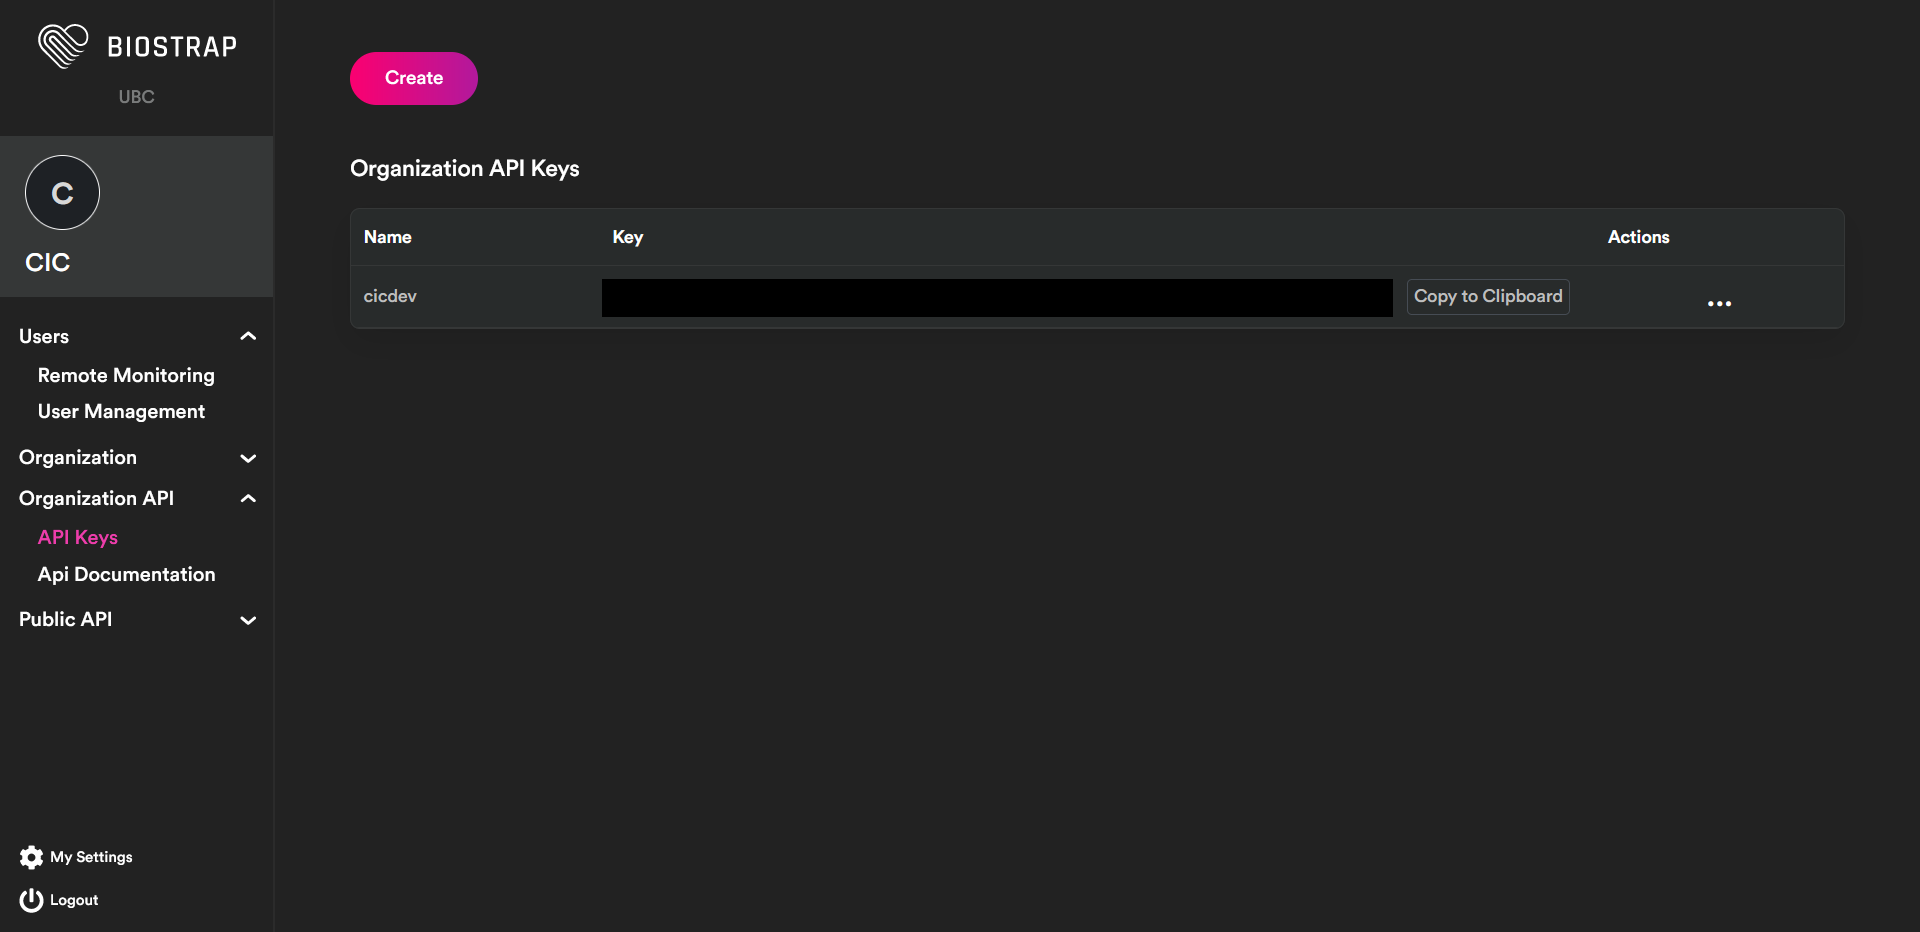 BIOSTRAP
UBC
C
CIC
Users
Remote Monitoring
User Management
Organization
Organization API
API Keys
Api Documentation
Public API
My Settings
Logout
Create
Organization API Keys
Name Key Actions
cicdev Copy to Clipboard ...